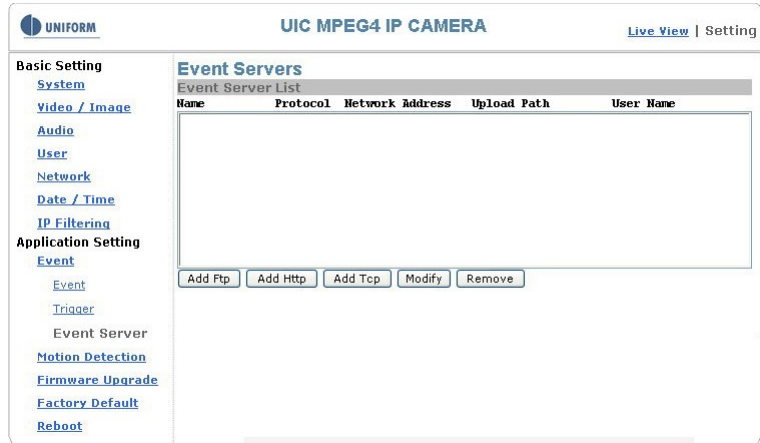 UNIFORM
UIC MPEG4 IP CAMERA
Live View | Setting
Basic Setting
System
Video / Image
Audio
User
Network
Date / Time
IP Filtering
Application Setting
Event
Event
Trigger
Event Server
Motion Detection
Firmware Upgrade
Factory Default
Reboot
Event Servers
Event Server List
Name Protocol Network Address Upload Path User Name
Add Ftp Add Http Add Tcp Modify Remove